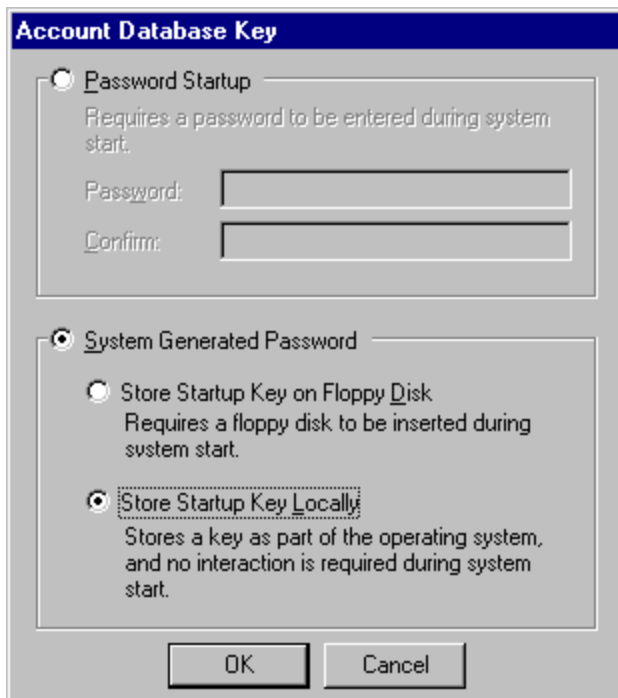 Account Database Key
Password Startup
Requires a password to be entered during system
start.
Password:
Confirm:
System Generated Password
Store Startup Key on Floppy Disk
Requires a floppy disk to be inserted during
system start.
Store Startup Key Locally
Stores a key as part of the operating system,
and no interaction is required during system
start.
OK Cancel